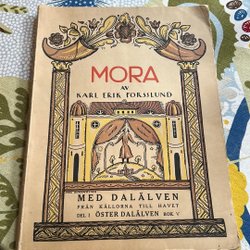 MORA
AV
KARL ERIK FORSSLUND
MED DALÄLVEN
FRÅN KÄLLORNA TILL HAVET
DEL I ÖSTER DALÄLVEN BOK V